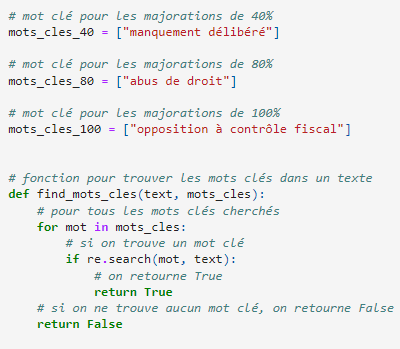 # mot clé pour les majorations de 40%
mots_cles_40 = ["manquement délibéré"]
# mot clé pour les majorations de 80%
mots_cles_80 = ["abus de droit"]
# mot clé pour les majorations de 100%
mots_cles_100 = ["opposition à contrôle fiscal"]
# fonction pour trouver les mots clés dans un texte
def find_mots_cles(text, mots_cles):
    # pour tous les mots clés cherchés
    for mot in mots_cles:
        # si on trouve un mot clé
        if re.search(mot, text):
            # on retourne True
            return True
    # si on ne trouve aucun mot clé, on retourne False
    return False